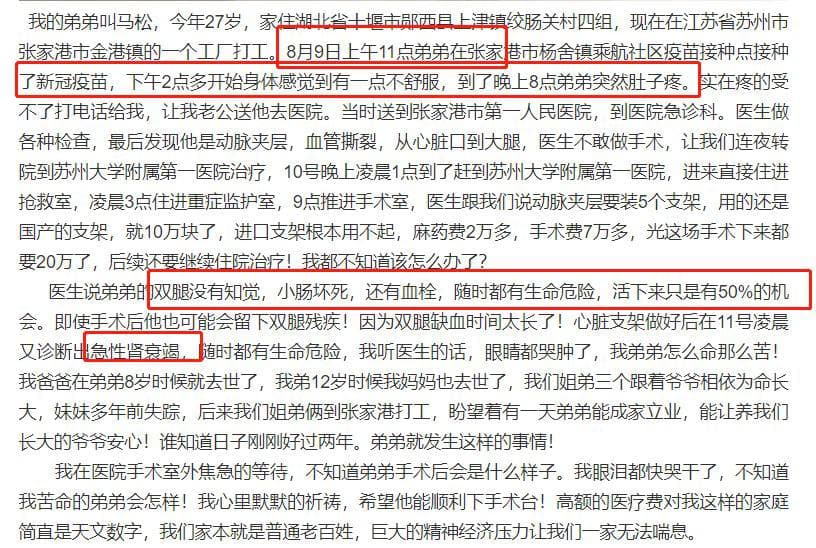 我的弟弟叫马松，今年27岁，家住湖北省十堰市郧西县上津镇绞肠关村四组，现在在江苏省苏州市
张家港市金港镇的一个工厂打工。8月9日上午11点弟弟在张家港市杨舍镇乘航社区疫苗接种点接种
了新冠疫苗，下午2点多开始身体感觉到有一点不舒服，到了晚上8点弟弟突然肚子疼。实在疼的受
不了打电话给我，让我老公送他去医院。当时送到张家港市第一人民医院，到医院急诊科。医生做
各种检查，最后发现他是动脉夹层，血管撕裂，从心脏口到大腿，医生不敢做手术，让我们连夜转
院到苏州大学附属第一医院治疗，10号晚上凌晨1点到了赶到苏州大学附属第一医院，进来直接住进
抢救室，凌晨3点住进重症监护室，9点推进手术室，医生跟我们说动脉夹层要装5个支架，用的还是
国产的支架，就10万块了，进口支架根本用不起，麻药费2万多，手术费7万多，光这场手术下来都
要20万了，后续还要继续住院治疗！我都不知道该怎么办了?
医生说弟弟的双腿没有知觉，小肠坏死，还有血栓，随时都有生命危险，活下来只是有50%的机
会。即使手术后他也可能会留下双腿残疾！因为双腿缺血时间太长了！心脏支架做好后在11号凌晨
又诊断出急性肾衰竭，随时都有生命危险，我听医生的话，眼睛都哭肿了，我弟弟怎么命那么苦！
我爸爸在弟弟8岁时候就去世了，我弟12岁时候我妈妈也去世了，我们姐弟三个跟着爷爷相依为命长
大，妹妹多年前失踪，后来我们姐弟俩到张家港打工，盼望着有一天弟弟能成家立业，能让养我们
长大的爷爷安心！谁知道日子刚刚好过两年。弟弟就发生这样的事情！
我在医院手术室外焦急的等待，不知道弟弟手术后会是什么样子。我眼泪都快哭干了，不知道
我苦命的弟弟会怎样！我心里默默的祈祷，希望他能顺利下手术台！高额的医疗费对我这样的家庭
简直是天文数字，我们家本就是普通老百姓，巨大的精神经济压力让我们一家无法喘息。